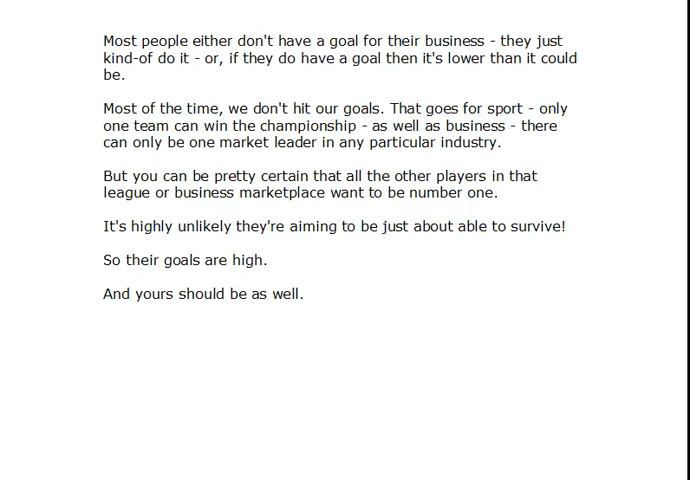 Most people either don't have a goal for their business - they just
kind-of do it - or, if they do have a goal then it's lower than it could
be.
Most of the time, we don't hit our goals. That goes for sport - only
one team can win the championship - as well as business - there
can only be one market leader in any particular industry.
But you can be pretty certain that all the other players in that
league or business marketplace want to be number one.
It's highly unlikely they're aiming to be just about able to survive!
So their goals are high.
And yours should be as well.